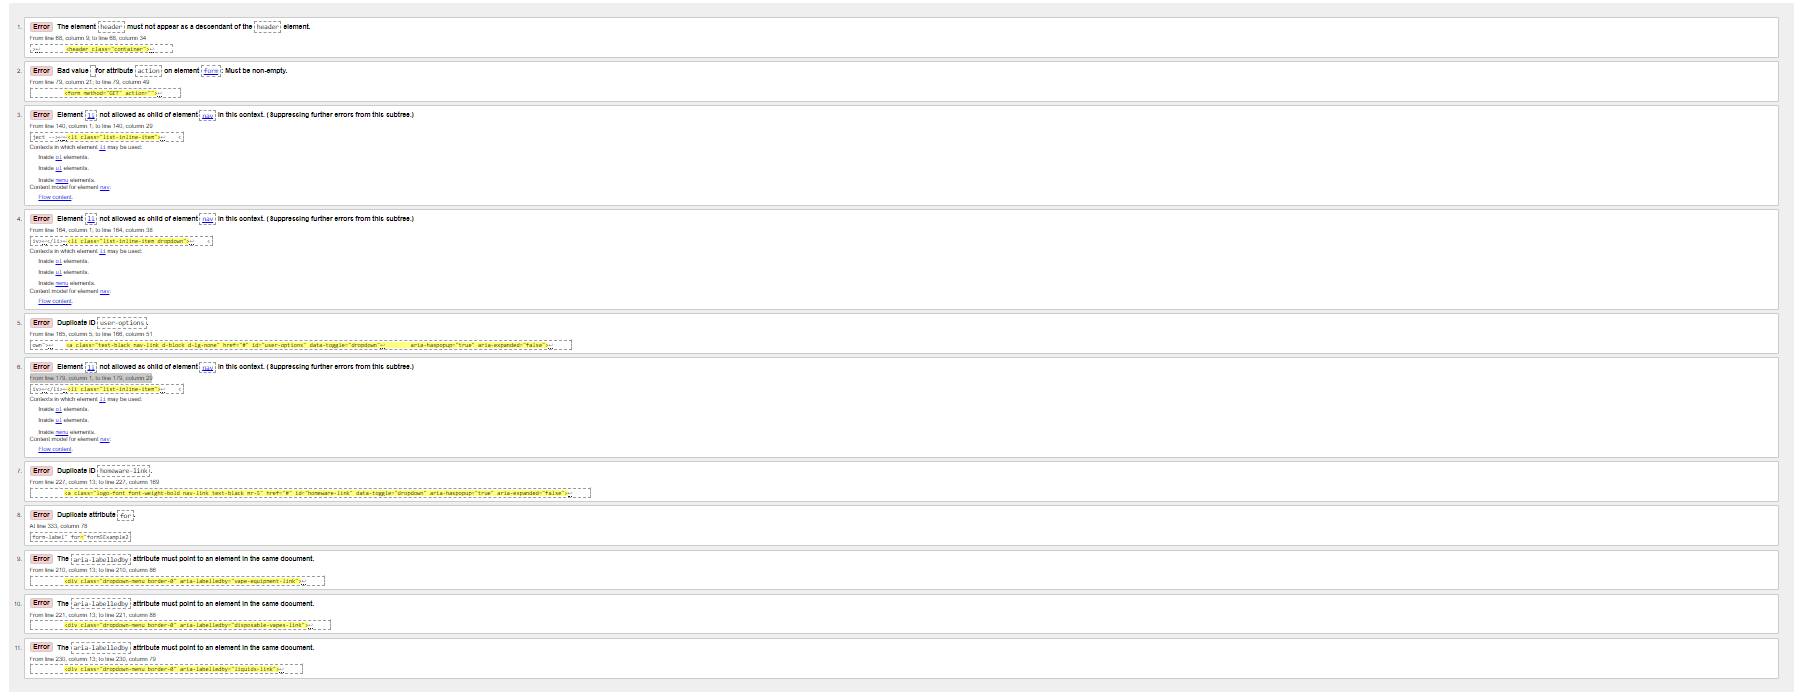 1. Error The element header must not appear as a descendant of the header element.
From line 68, column 9; to line 68, column 34
>↩ <header class="container">↩
2. Error Bad value for attribute action on element form: Must be non-empty.
From line 79, column 21; to line 79, column 49
<form method="GET" action="">↩
3. Error Element li not allowed as child of element nav in this context. (Suppressing further errors from this subtree.)
From line 140, column 1; to line 140, column 29
ject -->↩↩<li class="list-inline-item">↩ <
Contexts in which element li may be used:
Inside ol elements.
Inside ul elements.
Inside menu elements.
Content model for element nav:
Flow content.
4. Error Element li not allowed as child of element nav in this context. (Suppressing further errors from this subtree.)
From line 164, column 1; to line 164, column 38
iv>↩</li>↩<li class="list-inline-item dropdown">↩ <
Contexts in which element li may be used:
Inside ol elements.
Inside ul elements.
Inside menu elements.
Content model for element nav:
Flow content.
5. Error Duplicate ID user-options.
From line 165, column 5; to line 166, column 51
own">↩ <a class="text-black nav-link d-block d-lg-none" href="#" id="user-options" data-toggle="dropdown"↩ aria-haspopup="true" aria-expanded="false">↩
6. Error Element li not allowed as child of element nav in this context. (Suppressing further errors from this subtree.)
From line 179, column 1; to line 179, column 29
iv>↩</li>↩<li class="list-inline-item">↩ <
Contexts in which element li may be used:
Inside ol elements.
Inside ul elements.
Inside menu elements.
Content model for element nav:
Flow content.
7. Error Duplicate ID homeware-link.
From line 227, column 13; to line 227, column 169
<a class="logo-font font-weight-bold nav-link text-black mr-5" href="#" id="homeware-link" data-toggle="dropdown" aria-haspopup="true" aria-expanded="false">↩
8. Error Duplicate attribute for.
At line 333, column 78
form-label" for="form3Example2
9. Error The aria-labelledby attribute must point to an element in the same document.
From line 210, column 13; to line 210, column 86
<div class="dropdown-menu border-0" aria-labelledby="vape-equipment-link">↩
10. Error The aria-labelledby attribute must point to an element in the same document.
From line 221, column 13; to line 221, column 88
<div class="dropdown-menu border-0" aria-labelledby="disposable-vapes-link">↩
11. Error The aria-labelledby attribute must point to an element in the same document.
From line 230, column 13; to line 230, column 79
<div class="dropdown-menu border-0" aria-labelledby="liquids-link">↩